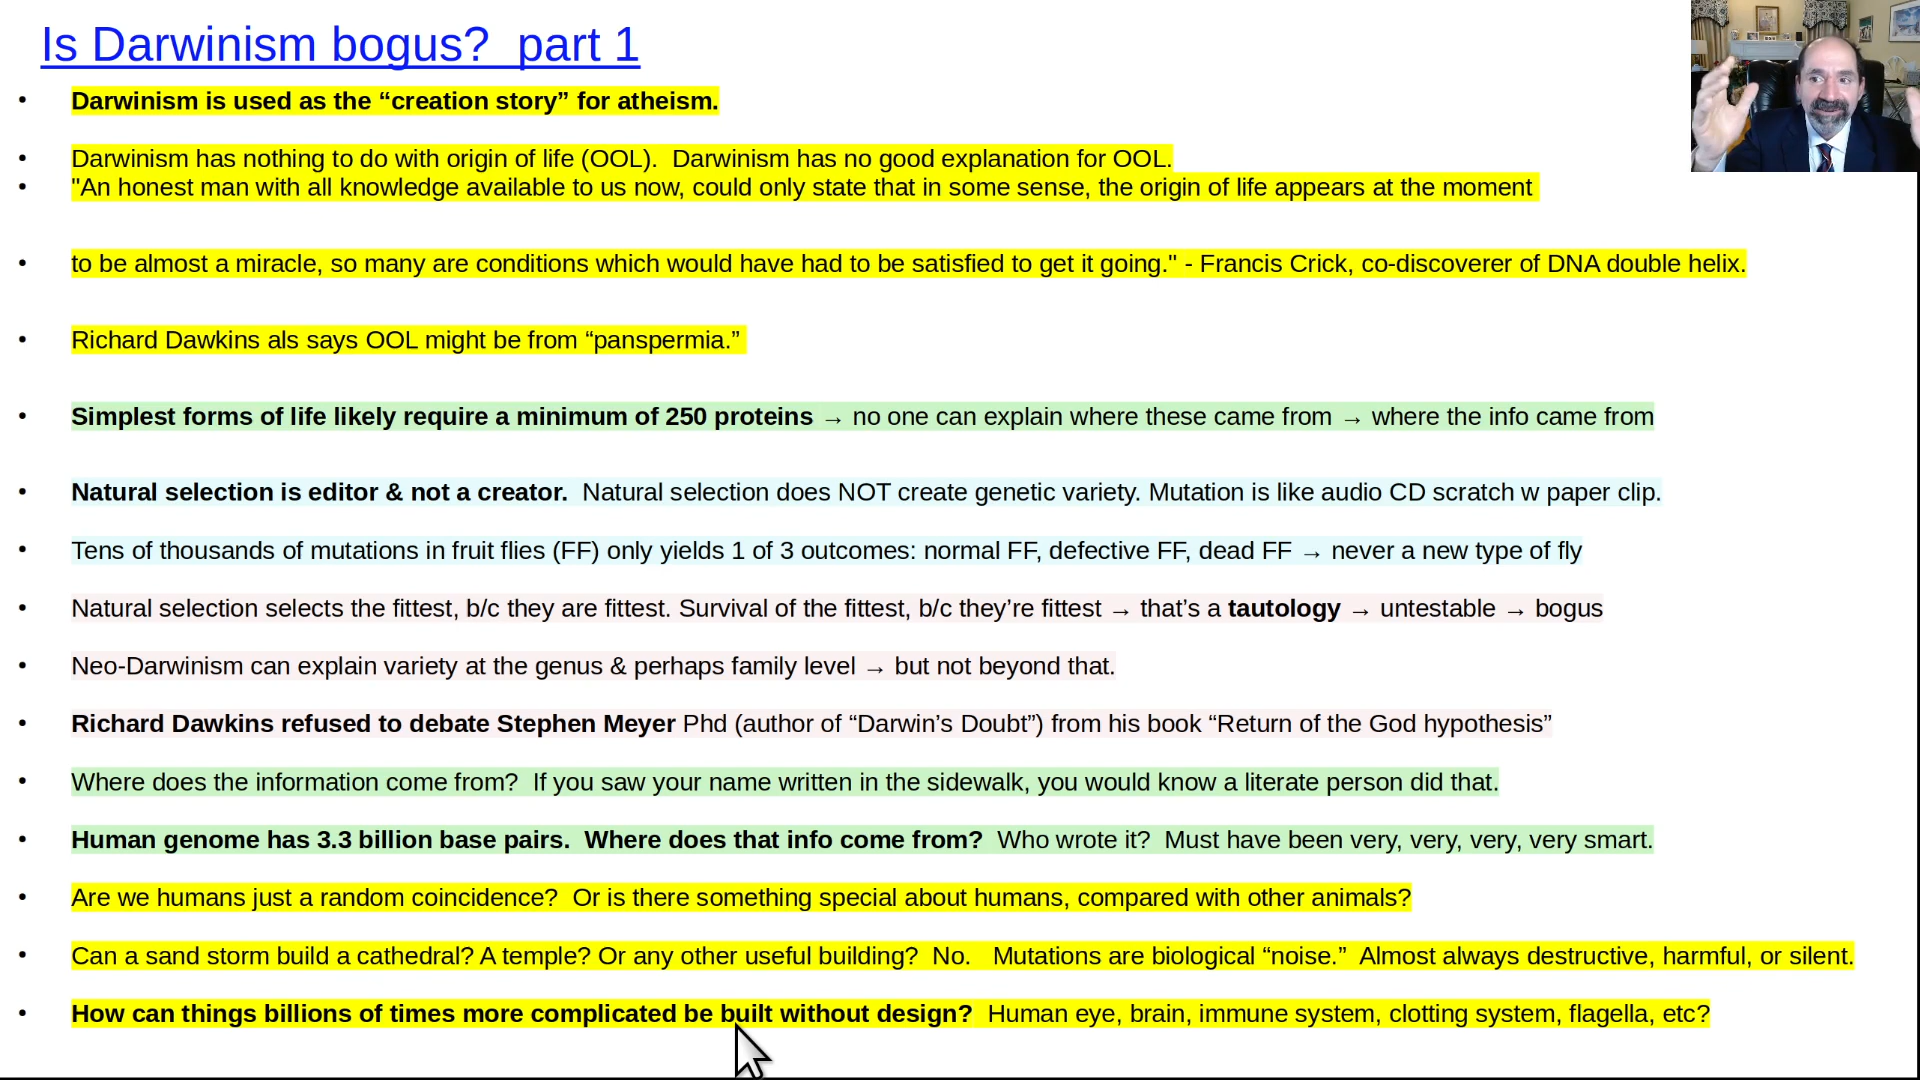 Is Darwinism bogus?  part 1
• Darwinism is used as the “creation story” for atheism.
• Darwinism has nothing to do with origin of life (OOL).  Darwinism has no good explanation for OOL.
• "An honest man with all knowledge available to us now, could only state that in some sense, the origin of life appears at the moment
• to be almost a miracle, so many are conditions which would have had to be satisfied to get it going." - Francis Crick, co-discoverer of DNA double helix.
• Richard Dawkins als says OOL might be from “panspermia.”
• Simplest forms of life likely require a minimum of 250 proteins → no one can explain where these came from → where the info came from
• Natural selection is editor & not a creator.  Natural selection does NOT create genetic variety. Mutation is like audio CD scratch w paper clip.
• Tens of thousands of mutations in fruit flies (FF) only yields 1 of 3 outcomes: normal FF, defective FF, dead FF → never a new type of fly
• Natural selection selects the fittest, b/c they are fittest. Survival of the fittest, b/c they’re fittest → that’s a tautology → untestable → bogus
• Neo-Darwinism can explain variety at the genus & perhaps family level → but not beyond that.
• Richard Dawkins refused to debate Stephen Meyer Phd (author of “Darwin’s Doubt”) from his book “Return of the God hypothesis”
• Where does the information come from?  If you saw your name written in the sidewalk, you would know a literate person did that.
• Human genome has 3.3 billion base pairs.  Where does that info come from?  Who wrote it?  Must have been very, very, very, very smart.
• Are we humans just a random coincidence?  Or is there something special about humans, compared with other animals?
• Can a sand storm build a cathedral? A temple? Or any other useful building?  No.   Mutations are biological “noise.”  Almost always destructive, harmful, or silent.
• How can things billions of times more complicated be built without design?  Human eye, brain, immune system, clotting system, flagella, etc?